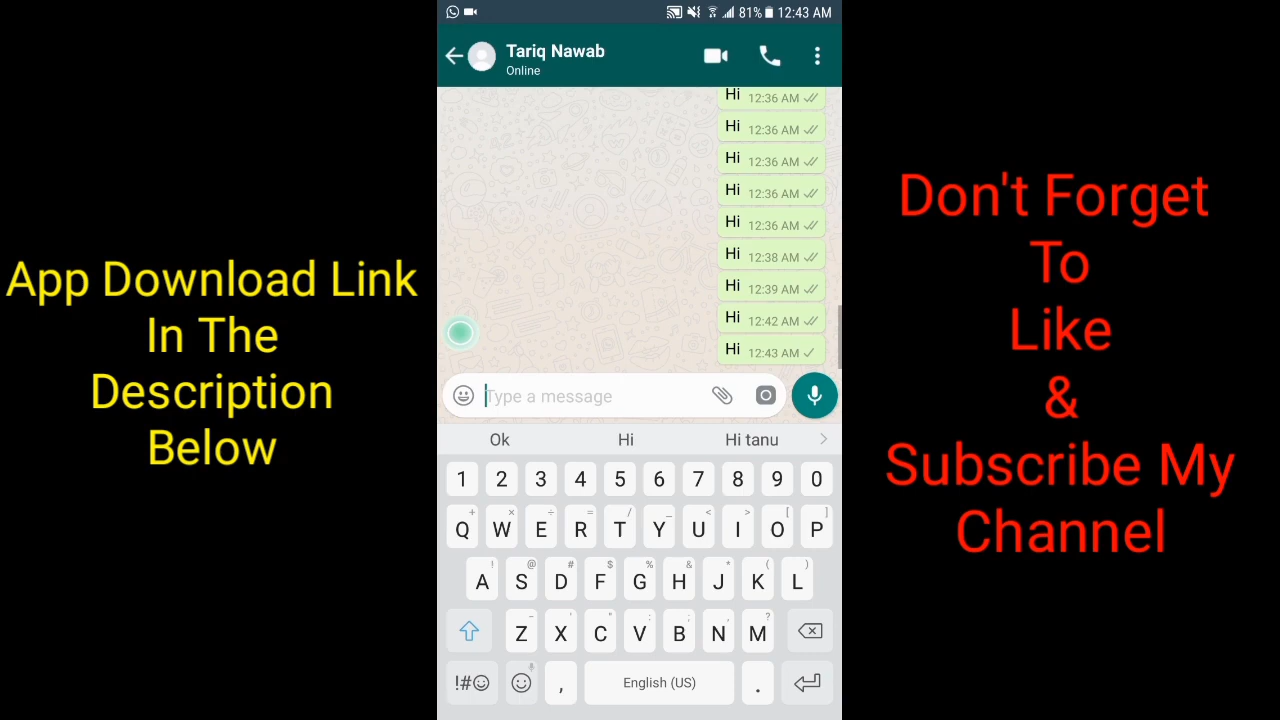 App Download Link
In The
Description
Below
81% 12:43 AM
Tariq Nawab
Online
Hi 12:36 AM
Hi 12:36 AM
Hi 12:36 AM
Hi 12:36 AM
Hi 12:36 AM
Hi 12:38 AM
Hi 12:39 AM
Hi 12:42 AM
Hi 12:43 AM
Type a message
Ok Hi Hi tanu
1 2 3 4 5 6 7 8 9 0
+ × ÷ = / _ < > [ ]
Q W E R T Y U I O P
! @ # $ % & * ( )
A S D F G H J K L
- ' " : ; , ?
Z X C V B N M
!#☺ , English (US) .
Don't Forget
To
Like
&
Subscribe My
Channel